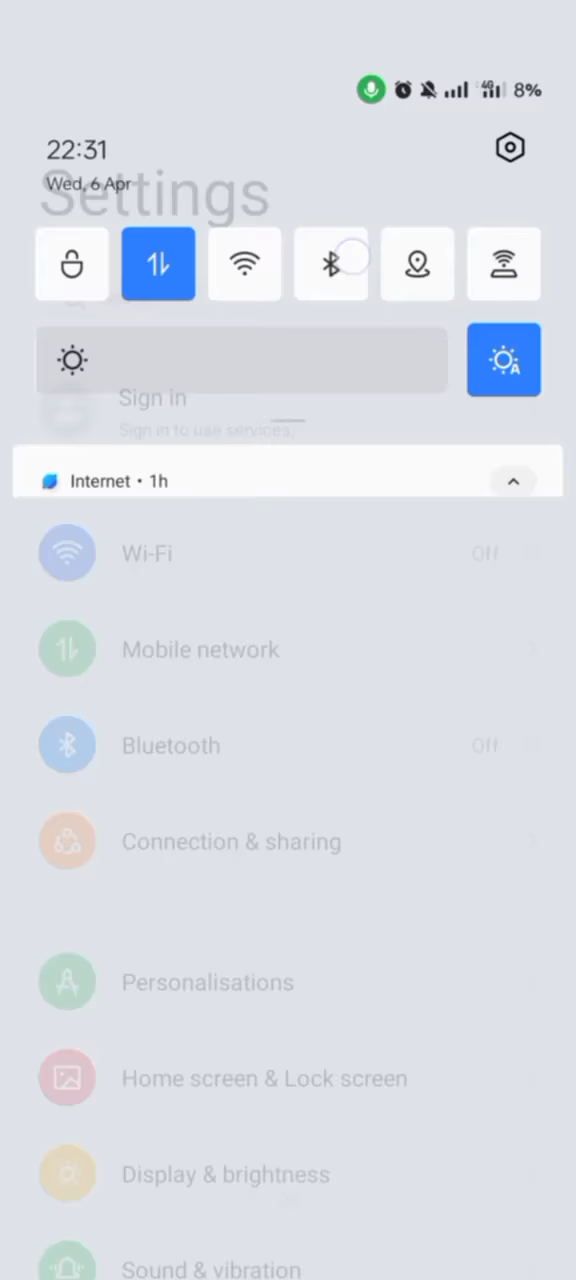 4G 8%
22:31
Settings
Wed, 6 Apr
A
Sign in
Sign in to use services.
Internet • 1h
Wi-Fi Off
Mobile network
Bluetooth Off
Connection & sharing
Personalisations
Home screen & Lock screen
Display & brightness
Sound & vibration